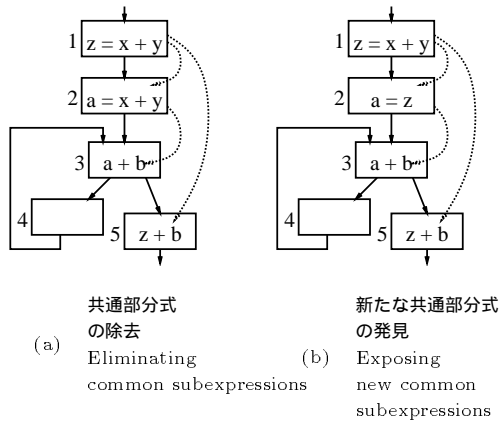 1 z = x + y
2 a = x + y
3 a + b
4
5 z + b
共通部分式
の除去
(a) Eliminating
common subexpressions
1 z = x + y
2 a = z
3 a + b
4
5 z + b
新たな共通部分式
の発見
(b) Exposing
new common
subexpressions